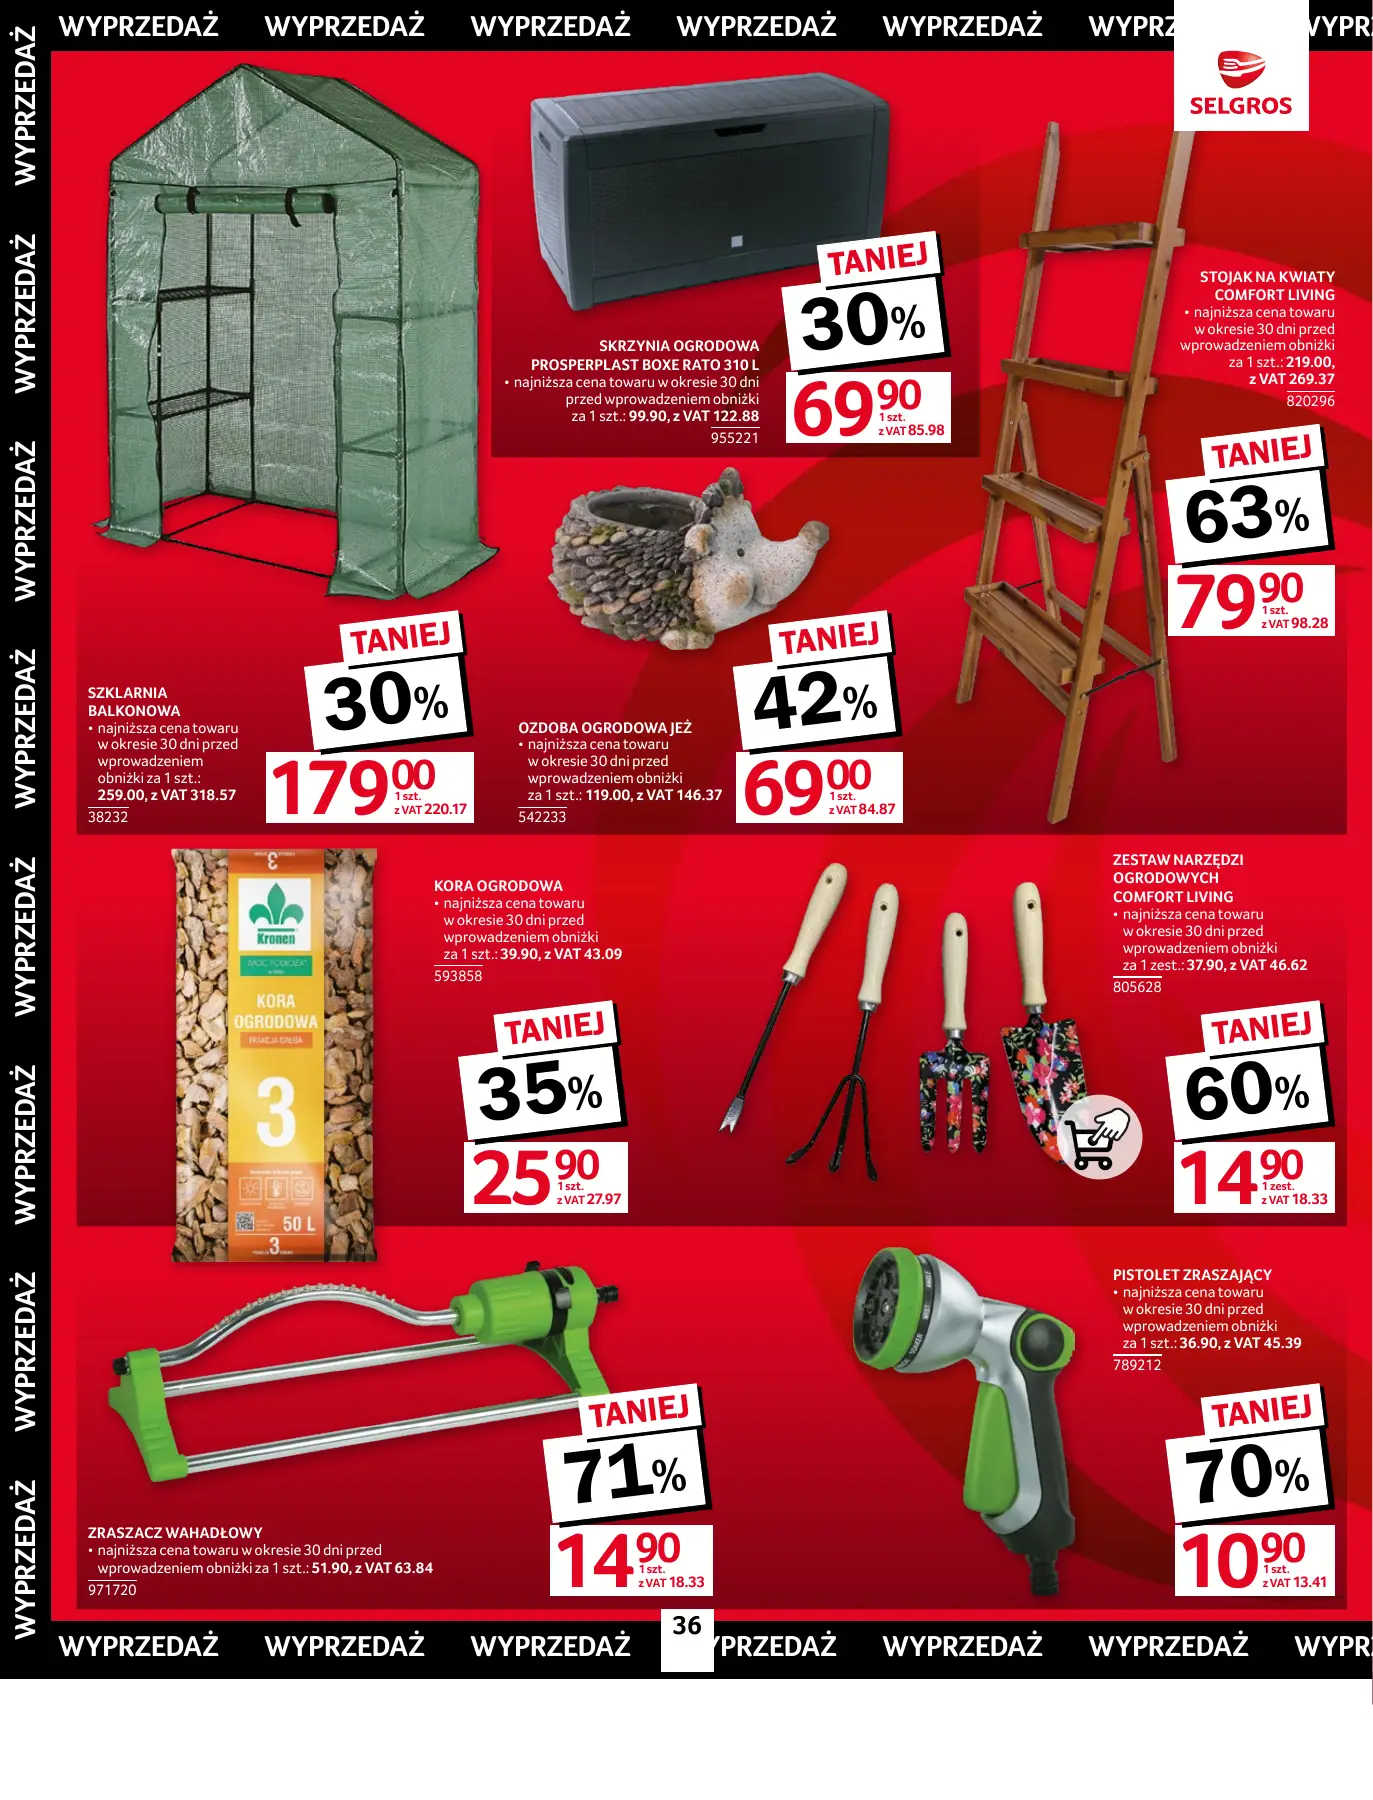 WYPRZEDAŻ WYPRZEDAŻ WYPRZEDAŻ WYPRZEDAŻ WYPRZEDAŻ WYPRZ WYPR
SELGROS
WYPRZEDAŻ
WYPRZEDAŻ
WYPRZEDAŻ
WYPRZEDAŻ
WYPRZEDAŻ
WYPRZEDAŻ
WYPRZEDAŻ
WYPRZEDAŻ
SKRZYNIA OGRODOWA
PROSPERPLAST BOXE RATO 310 L
• najniższa cena towaru w okresie 30 dni
przed wprowadzeniem obniżki
za 1 szt.: 99.90, z VAT 122.88
955221
TANIEJ
30%
69 90
1 szt.
z VAT 85.98
STOJAK NA KWIATY
COMFORT LIVING
• najniższa cena towaru
w okresie 30 dni przed
wprowadzeniem obniżki
za 1 szt.: 219.00,
z VAT 269.37
820296
TANIEJ
63%
79 90
1 szt.
z VAT 98.28
SZKLARNIA
BALKONOWA
• najniższa cena towaru
w okresie 30 dni przed
wprowadzeniem
obniżki za 1 szt.:
259.00, z VAT 318.57
38232
TANIEJ
30%
179 00
1 szt.
z VAT 220.17
OZDOBA OGRODOWA JEŻ
• najniższa cena towaru
w okresie 30 dni przed
wprowadzeniem obniżki
za 1 szt.: 119.00, z VAT 146.37
542233
TANIEJ
42%
69 00
1 szt.
z VAT 84.87
3
Kronen
"MOC PODŁOŻA"
KORA
OGRODOWA
FRAKCJA GRUBA
3
50 L
3
KORA OGRODOWA
• najniższa cena towaru
w okresie 30 dni przed
wprowadzeniem obniżki
za 1 szt.: 39.90, z VAT 43.09
593858
TANIEJ
35%
25 90
1 szt.
z VAT 27.97
ZESTAW NARZĘDZI
OGRODOWYCH
COMFORT LIVING
• najniższa cena towaru
w okresie 30 dni przed
wprowadzeniem obniżki
za 1 zest.: 37.90, z VAT 46.62
805628
TANIEJ
60%
14 90
1 zest.
z VAT 18.33
ZRASZACZ WAHADŁOWY
• najniższa cena towaru w okresie 30 dni przed
wprowadzeniem obniżki za 1 szt.: 51.90, z VAT 63.84
971720
TANIEJ
71%
14 90
1 szt.
z VAT 18.33
PISTOLET ZRASZAJĄCY
• najniższa cena towaru
w okresie 30 dni przed
wprowadzeniem obniżki
za 1 szt.: 36.90, z VAT 45.39
789212
TANIEJ
70%
10 90
1 szt.
z VAT 13.41
36
WYPRZEDAŻ WYPRZEDAŻ WYPRZEDAŻ YPRZEDAŻ WYPRZEDAŻ WYPRZEDAŻ WYPR